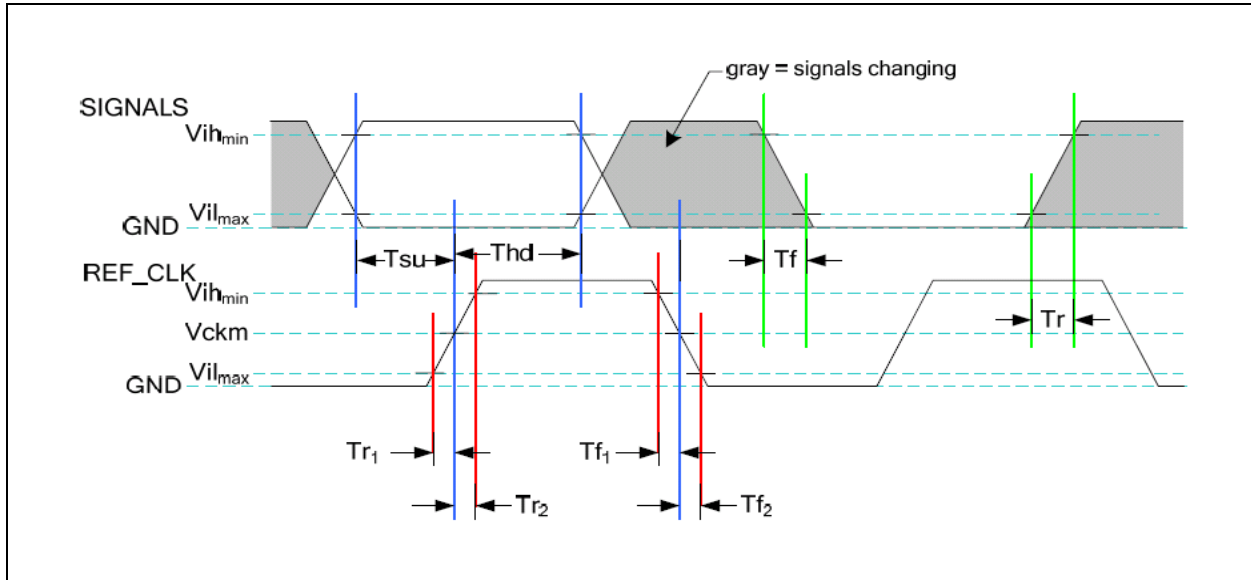 gray = signals changing
SIGNALS
Vihmin
Vilmax
GND
Tsu
Thd
Tf
REF_CLK
Vihmin
Vckm
Tr
Vilmax
GND
Tr1
Tf1
Tr2
Tf2